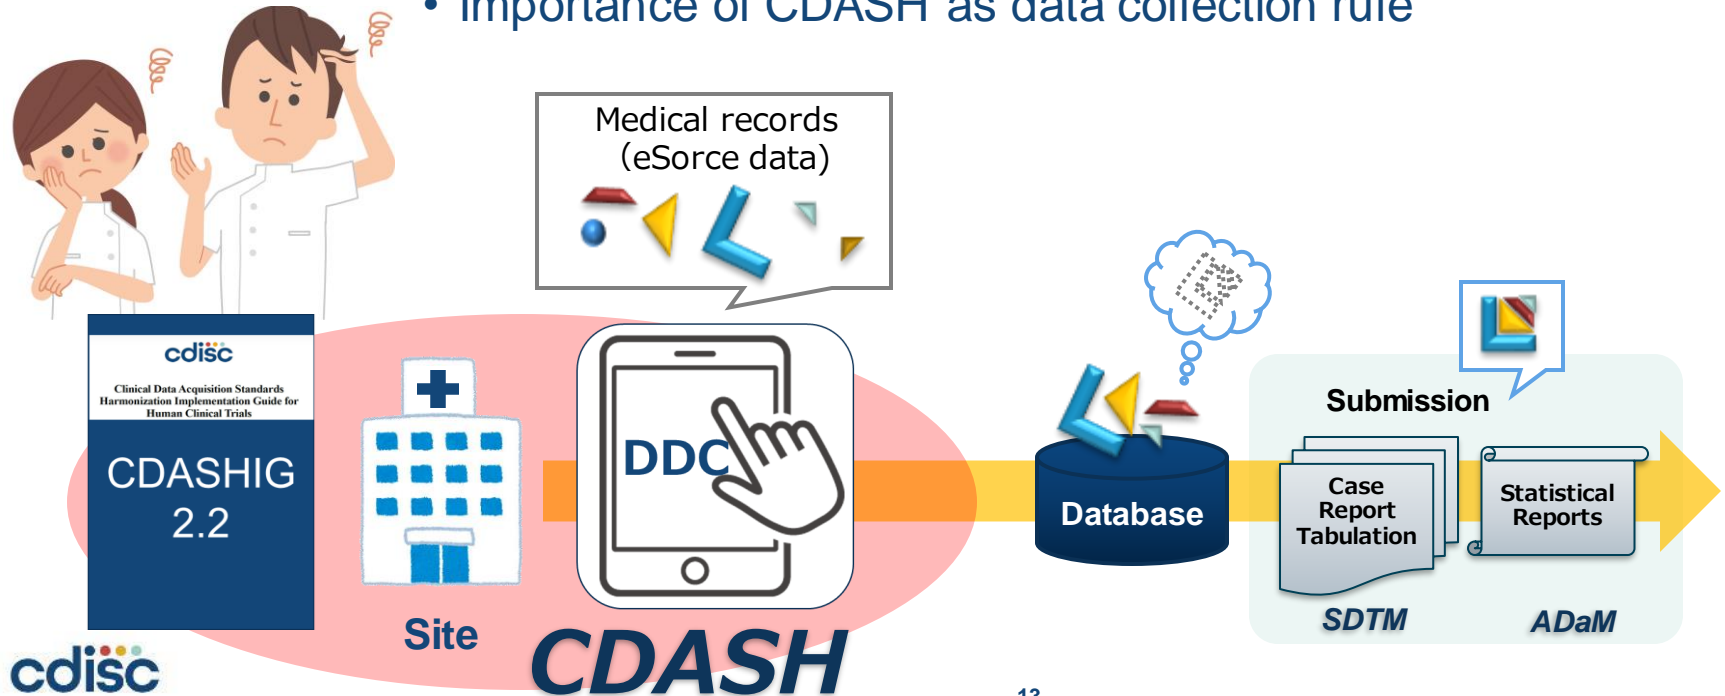 • Importance of CDASH as data collection rule
Medical records
(eSorce data)
cdisc
Clinical Data Acquisition Standards
Harmonization Implementation Guide for
Human Clinical Trials
CDASHIG
2.2
DDC
Site
CDASH
Database
Submission
Case
Report
Tabulation
Statistical
Reports
SDTM
ADaM
cdisc
12